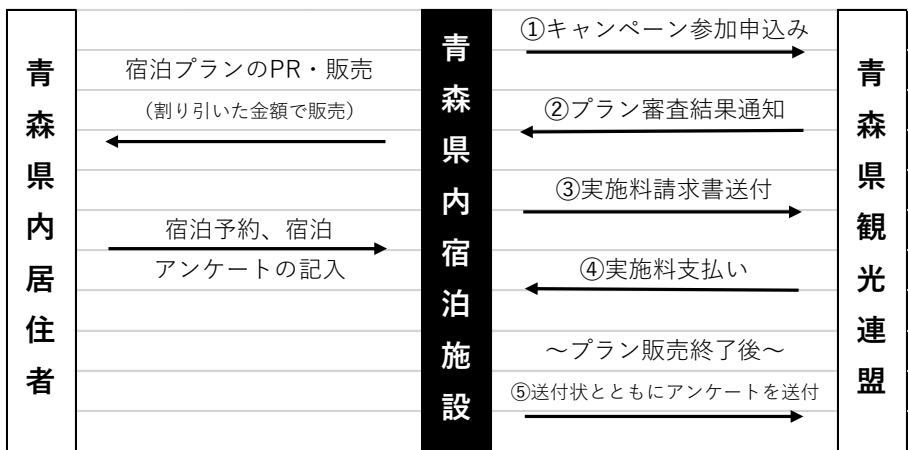 青森県内居住者
宿泊プランのPR・販売
（割り引いた金額で販売）
宿泊予約、宿泊
アンケートの記入
青森県内宿泊施設
①キャンペーン参加申込み
②プラン審査結果通知
③実施料請求書送付
④実施料支払い
～プラン販売終了後～
⑤送付状とともにアンケートを送付
青森県観光連盟